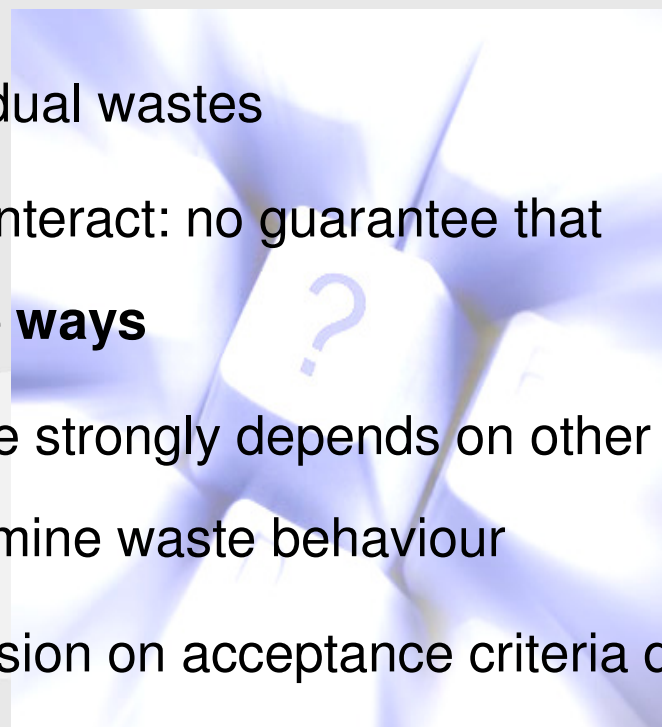 dual wastes
nteract: no guarantee that
ways
e strongly depends on other
mine waste behaviour
sion on acceptance criteria
?